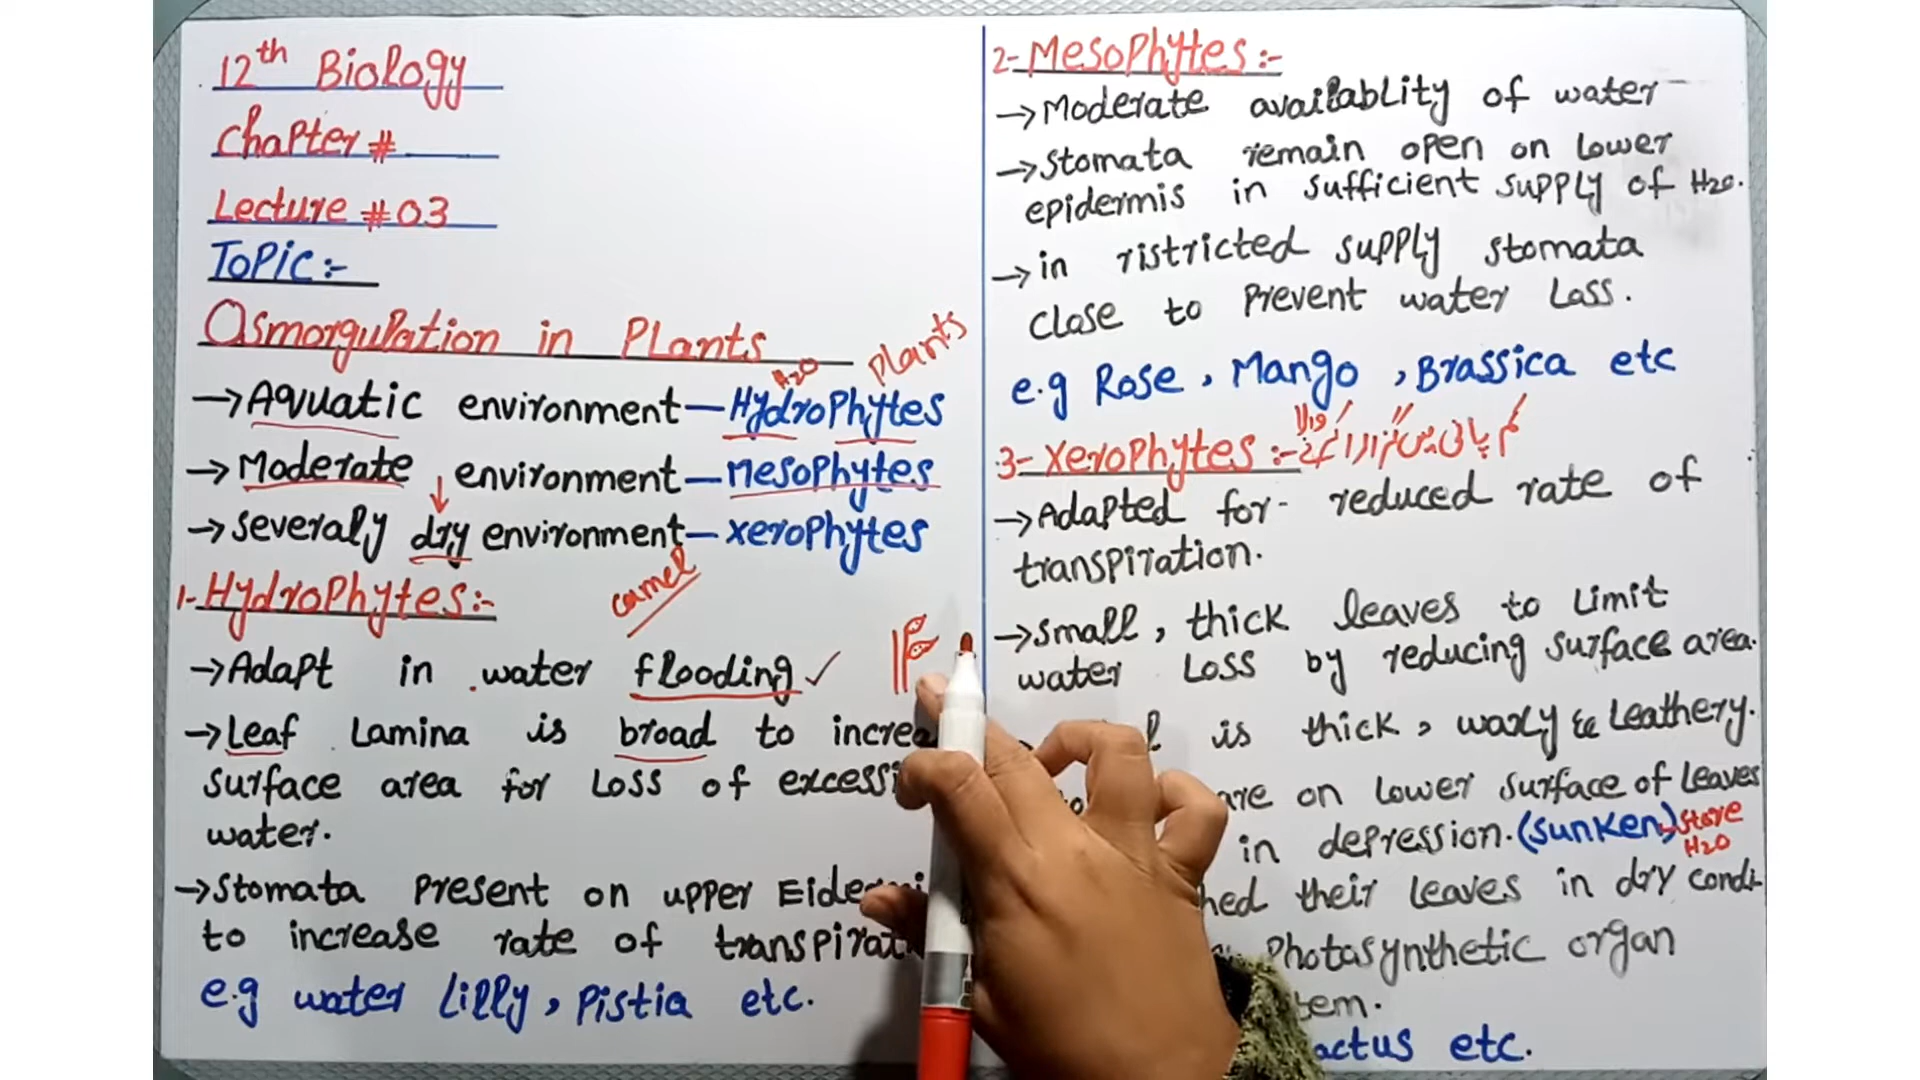 12th Biology
Chapter #
Lecture #03
Topic:-
Osmorgulation in Plants
H2O Plants
→Aquatic environment—Hydrophytes
→Moderate environment—Mesophytes
→severaly dry environment—xerophytes
camel
1-Hydrophytes:-
→Adapt in water flooding ✓
→Leaf Lamina is broad to increa
surface area for Loss of excessi
water.
→Stomata Present on upper Eidermi
to increase rate of transpirat
e.g water Lilly, Pistia etc.
2-Mesophytes:-
→Moderate availablity of water
→stomata remain open on Lower
epidermis in sufficient supply of H2O.
→in ristricted supply stomata
close to prevent water Loss.
e.g Rose, Mango, Brassica etc
3-Xerophytes:-
→Adapted for reduced rate of
transpiration.
→small, thick leaves to Limit
water Loss by reducing surface area.
is thick, waxly & Leathery.
are on Lower surface of leaves
in depression. (sunken) store
H2O
hed their leaves in dry condi-
Photosynthetic organ
tem.
actus etc.